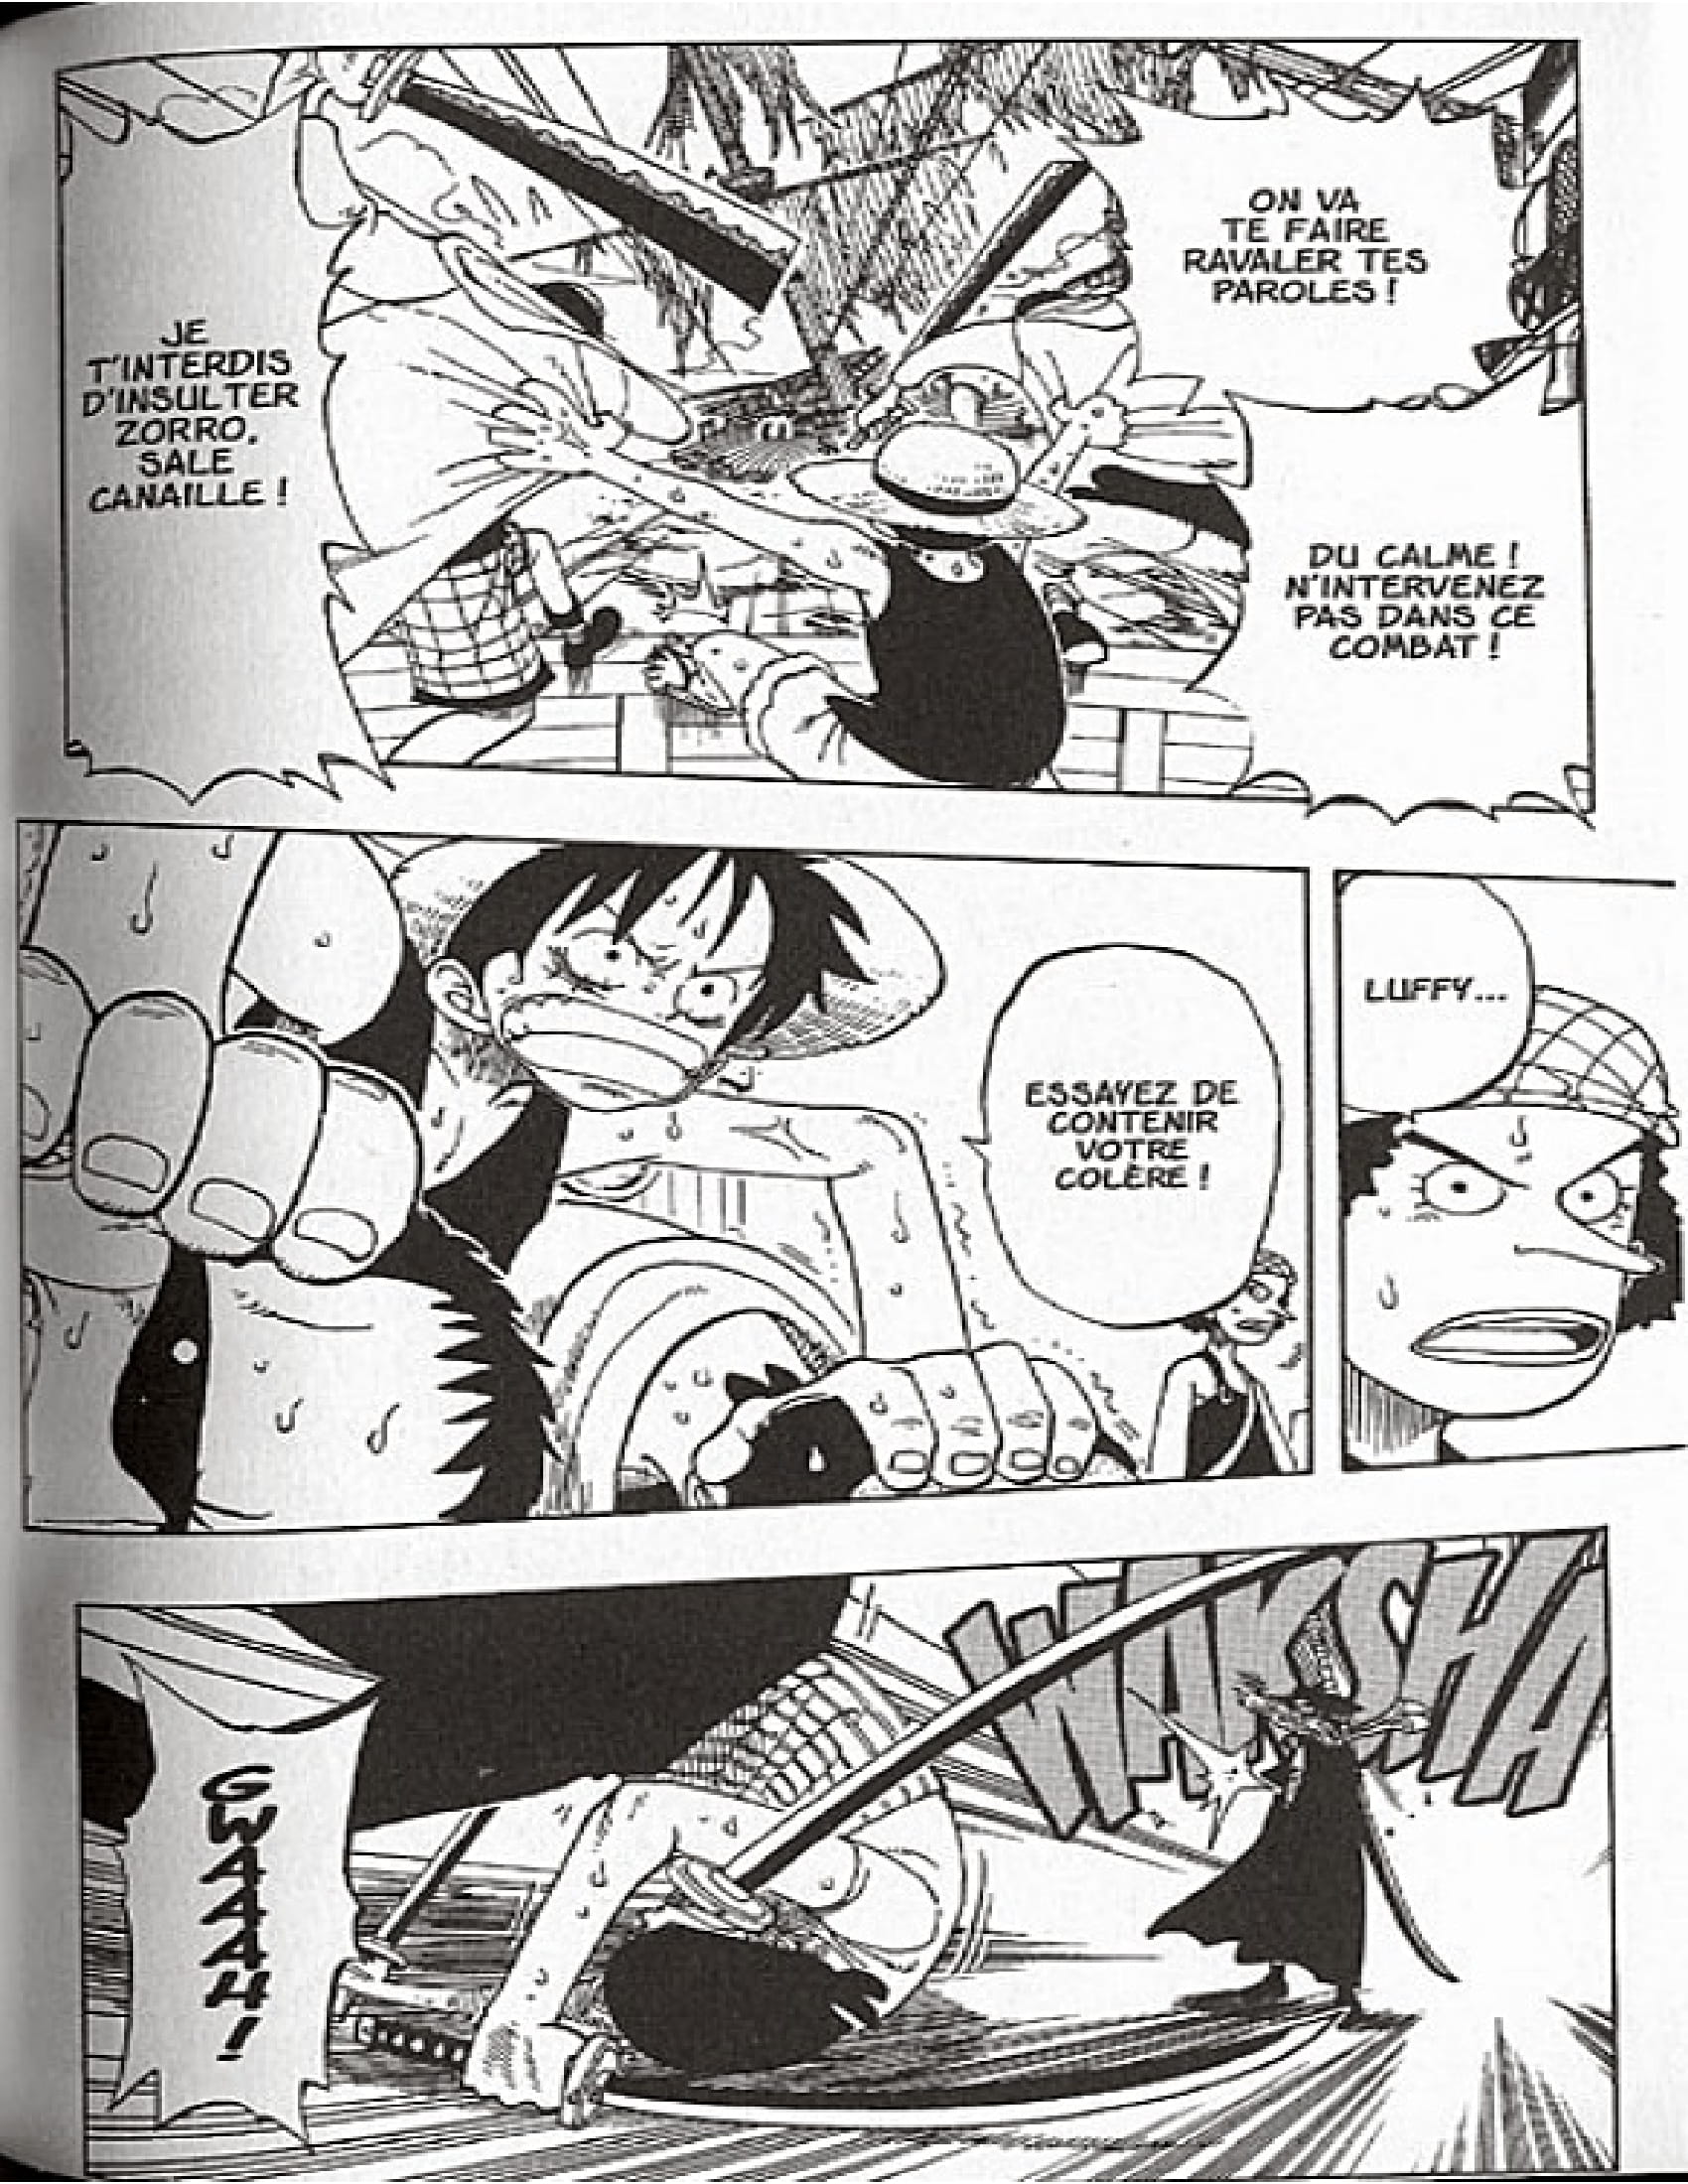 ON VA
TE FAIRE
RAVALER TES
PAROLES !
DU CALME !
N'INTERVENEZ
PAS DANS CE
COMBAT !
JE
T'INTERDIS
D'INSULTER
ZORRO,
SALE
CANAILLE !
LUFFY...
ESSAYEZ DE
CONTENIR
VOTRE
COLÈRE !
WAKSHA
GWAAAH !